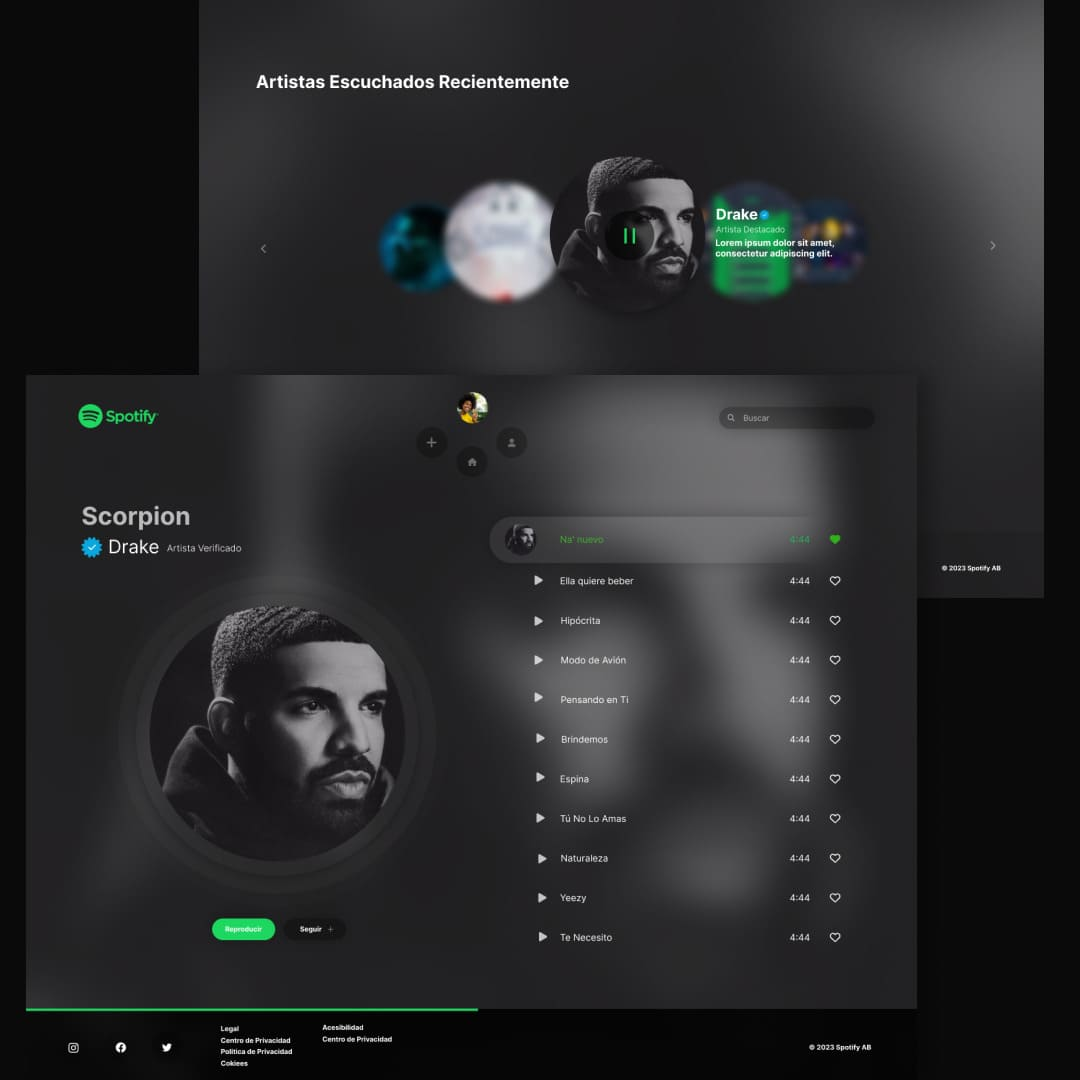 Artistas Escuchados Recientemente
Drake
Artista Destacado
Lorem ipsum dolor sit amet,
consectetur adipiscing elit.
© 2023 Spotify AB
Spotify
Buscar
Scorpion
Drake Artista Verificado
Reproducir
Seguir +
Na' nuevo 4:44
Ella quiere beber 4:44
Hipócrita 4:44
Modo de Avión 4:44
Pensando en Ti 4:44
Brindemos 4:44
Espina 4:44
Tú No Lo Amas 4:44
Naturaleza 4:44
Yeezy 4:44
Te Necesito 4:44
Legal
Centro de Privacidad
Política de Privacidad
Cokiees
Acesibilidad
Centro de Privacidad
© 2023 Spotify AB